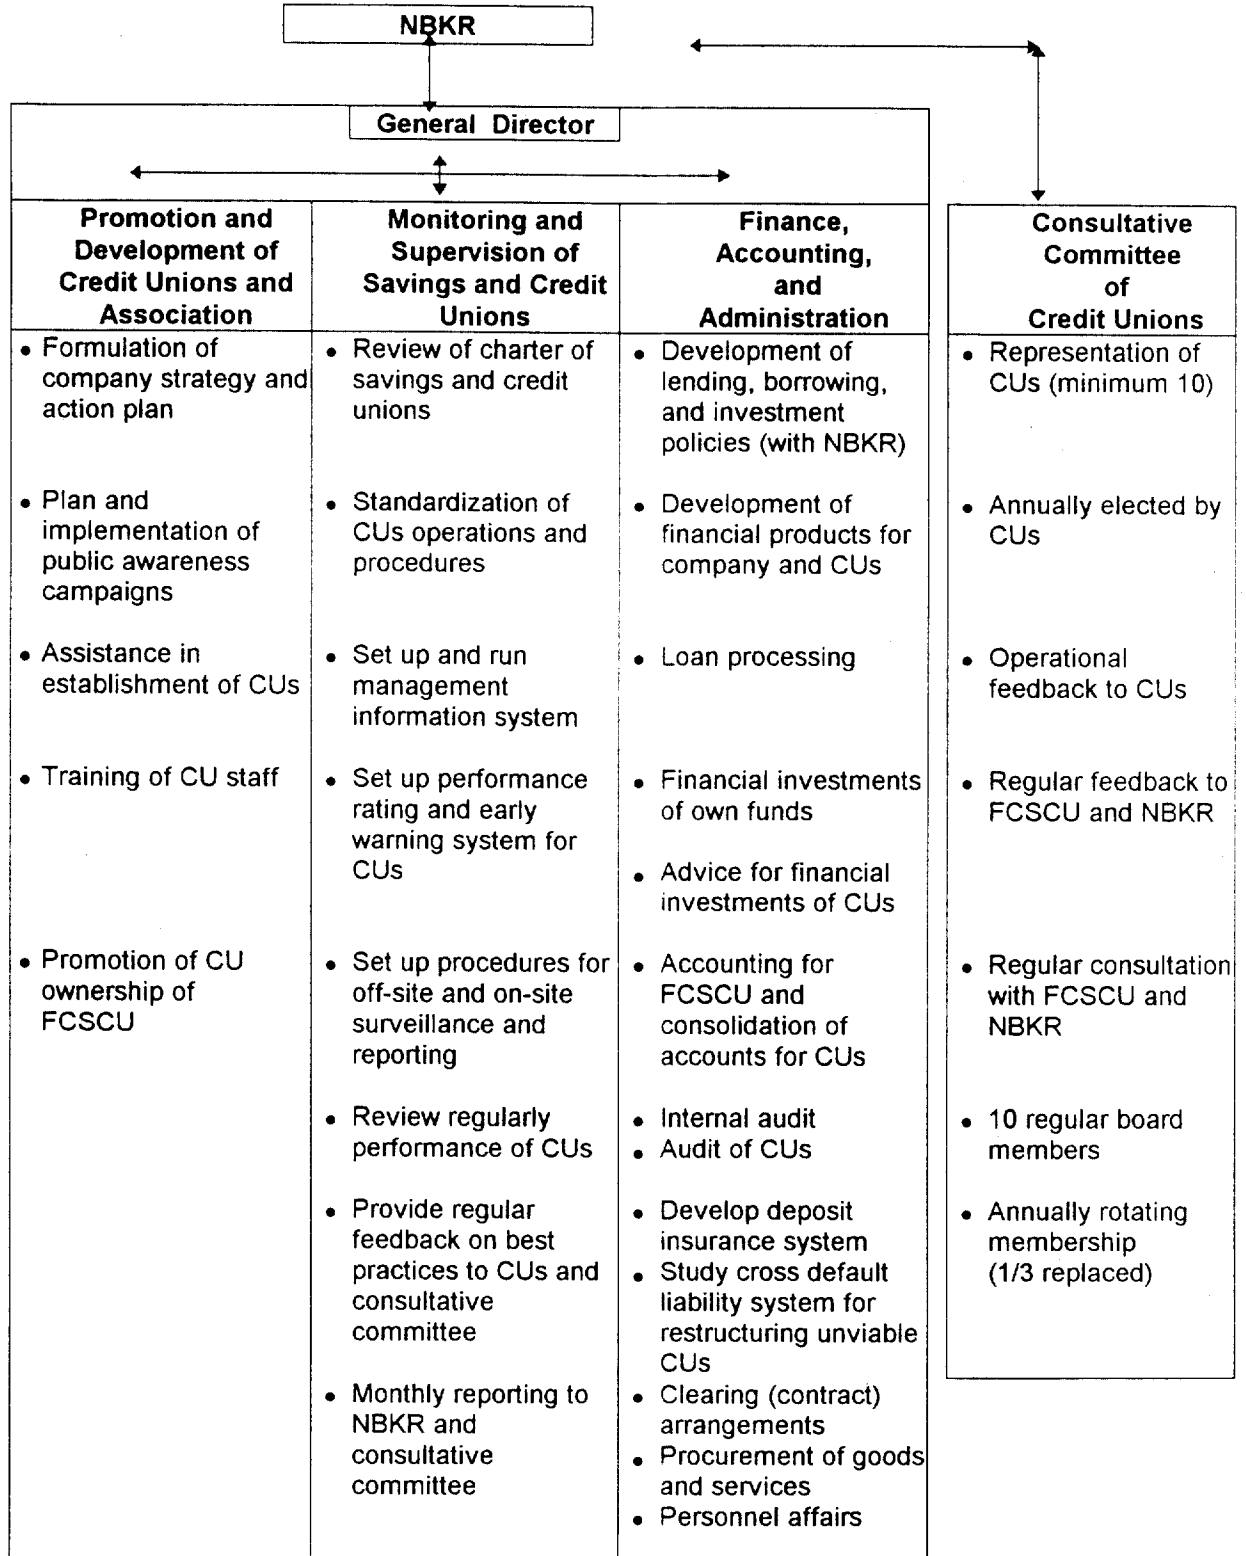 NBKR
General Director
Promotion and
Development of
Credit Unions and
Association
Monitoring and
Supervision of
Savings and Credit
Unions
Finance,
Accounting,
and
Administration
Consultative
Committee
of
Credit Unions
• Formulation of
company strategy and
action plan
• Plan and
implementation of
public awareness
campaigns
• Assistance in
establishment of CUs
• Training of CU staff
• Promotion of CU
ownership of
FCSCU
• Review of charter of
savings and credit
unions
• Standardization of
CUs operations and
procedures
• Set up and run
management
information system
• Set up performance
rating and early
warning system for
CUs
• Set up procedures for
off-site and on-site
surveillance and
reporting
• Review regularly
performance of CUs
• Provide regular
feedback on best
practices to CUs and
consultative
committee
• Monthly reporting to
NBKR and
consultative
committee
• Development of
lending, borrowing,
and investment
policies (with NBKR)
• Development of
financial products for
company and CUs
• Loan processing
• Financial investments
of own funds
• Advice for financial
investments of CUs
• Accounting for
FCSCU and
consolidation of
accounts for CUs
• Internal audit
• Audit of CUs
• Develop deposit
insurance system
• Study cross default
liability system for
restructuring unviable
CUs
• Clearing (contract)
arrangements
• Procurement of goods
and services
• Personnel affairs
• Representation of
CUs (minimum 10)
• Annually elected by
CUs
• Operational
feedback to CUs
• Regular feedback to
FCSCU and NBKR
• Regular consultation
with FCSCU and
NBKR
• 10 regular board
members
• Annually rotating
membership
(1/3 replaced)